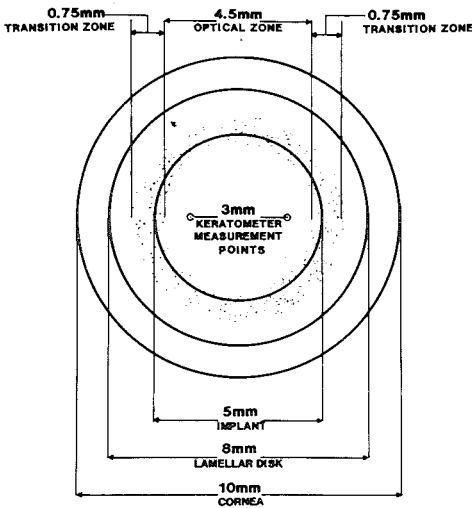 0.75mm
TRANSITION ZONE
4.5mm
OPTICAL ZONE
0.75mm
TRANSITION ZONE
3mm
KERATOMETER
MEASUREMENT
POINTS
5mm
IMPLANT
8mm
LAMELLAR DISK
10mm
CORNEA